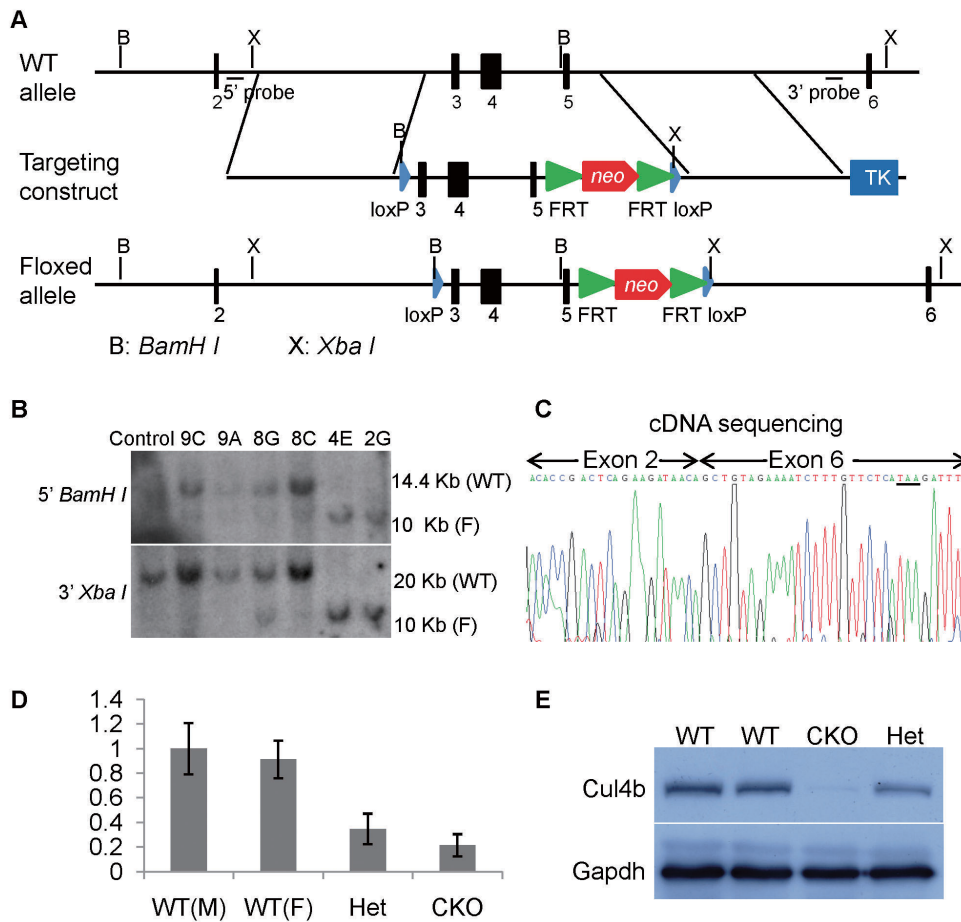 A
B X B X
WT allele
2 5' probe 3 4 5 3' probe 6
B X
Targeting construct
neo TK
loxP 3 4 5 FRT FRT loxP
B X B B X X
Floxed allele
neo
2 loxP 3 4 5 FRT FRT loxP 6
B: BamH I X: Xba I
B
Control 9C 9A 8G 8C 4E 2G
5' BamH I
14.4 Kb (WT)
10 Kb (F)
3' Xba I
20 Kb (WT)
10 Kb (F)
C
cDNA sequencing
Exon 2 Exon 6
ACACCGACTCAGAAGATAACAGCTGTAGAAAATCTTTTGTTCTCATAAGATTT
D
1.4
1.2
1
0.8
0.6
0.4
0.2
0
WT(M) WT(F) Het CKO
E
WT WT CKO Het
Cul4b
Gapdh